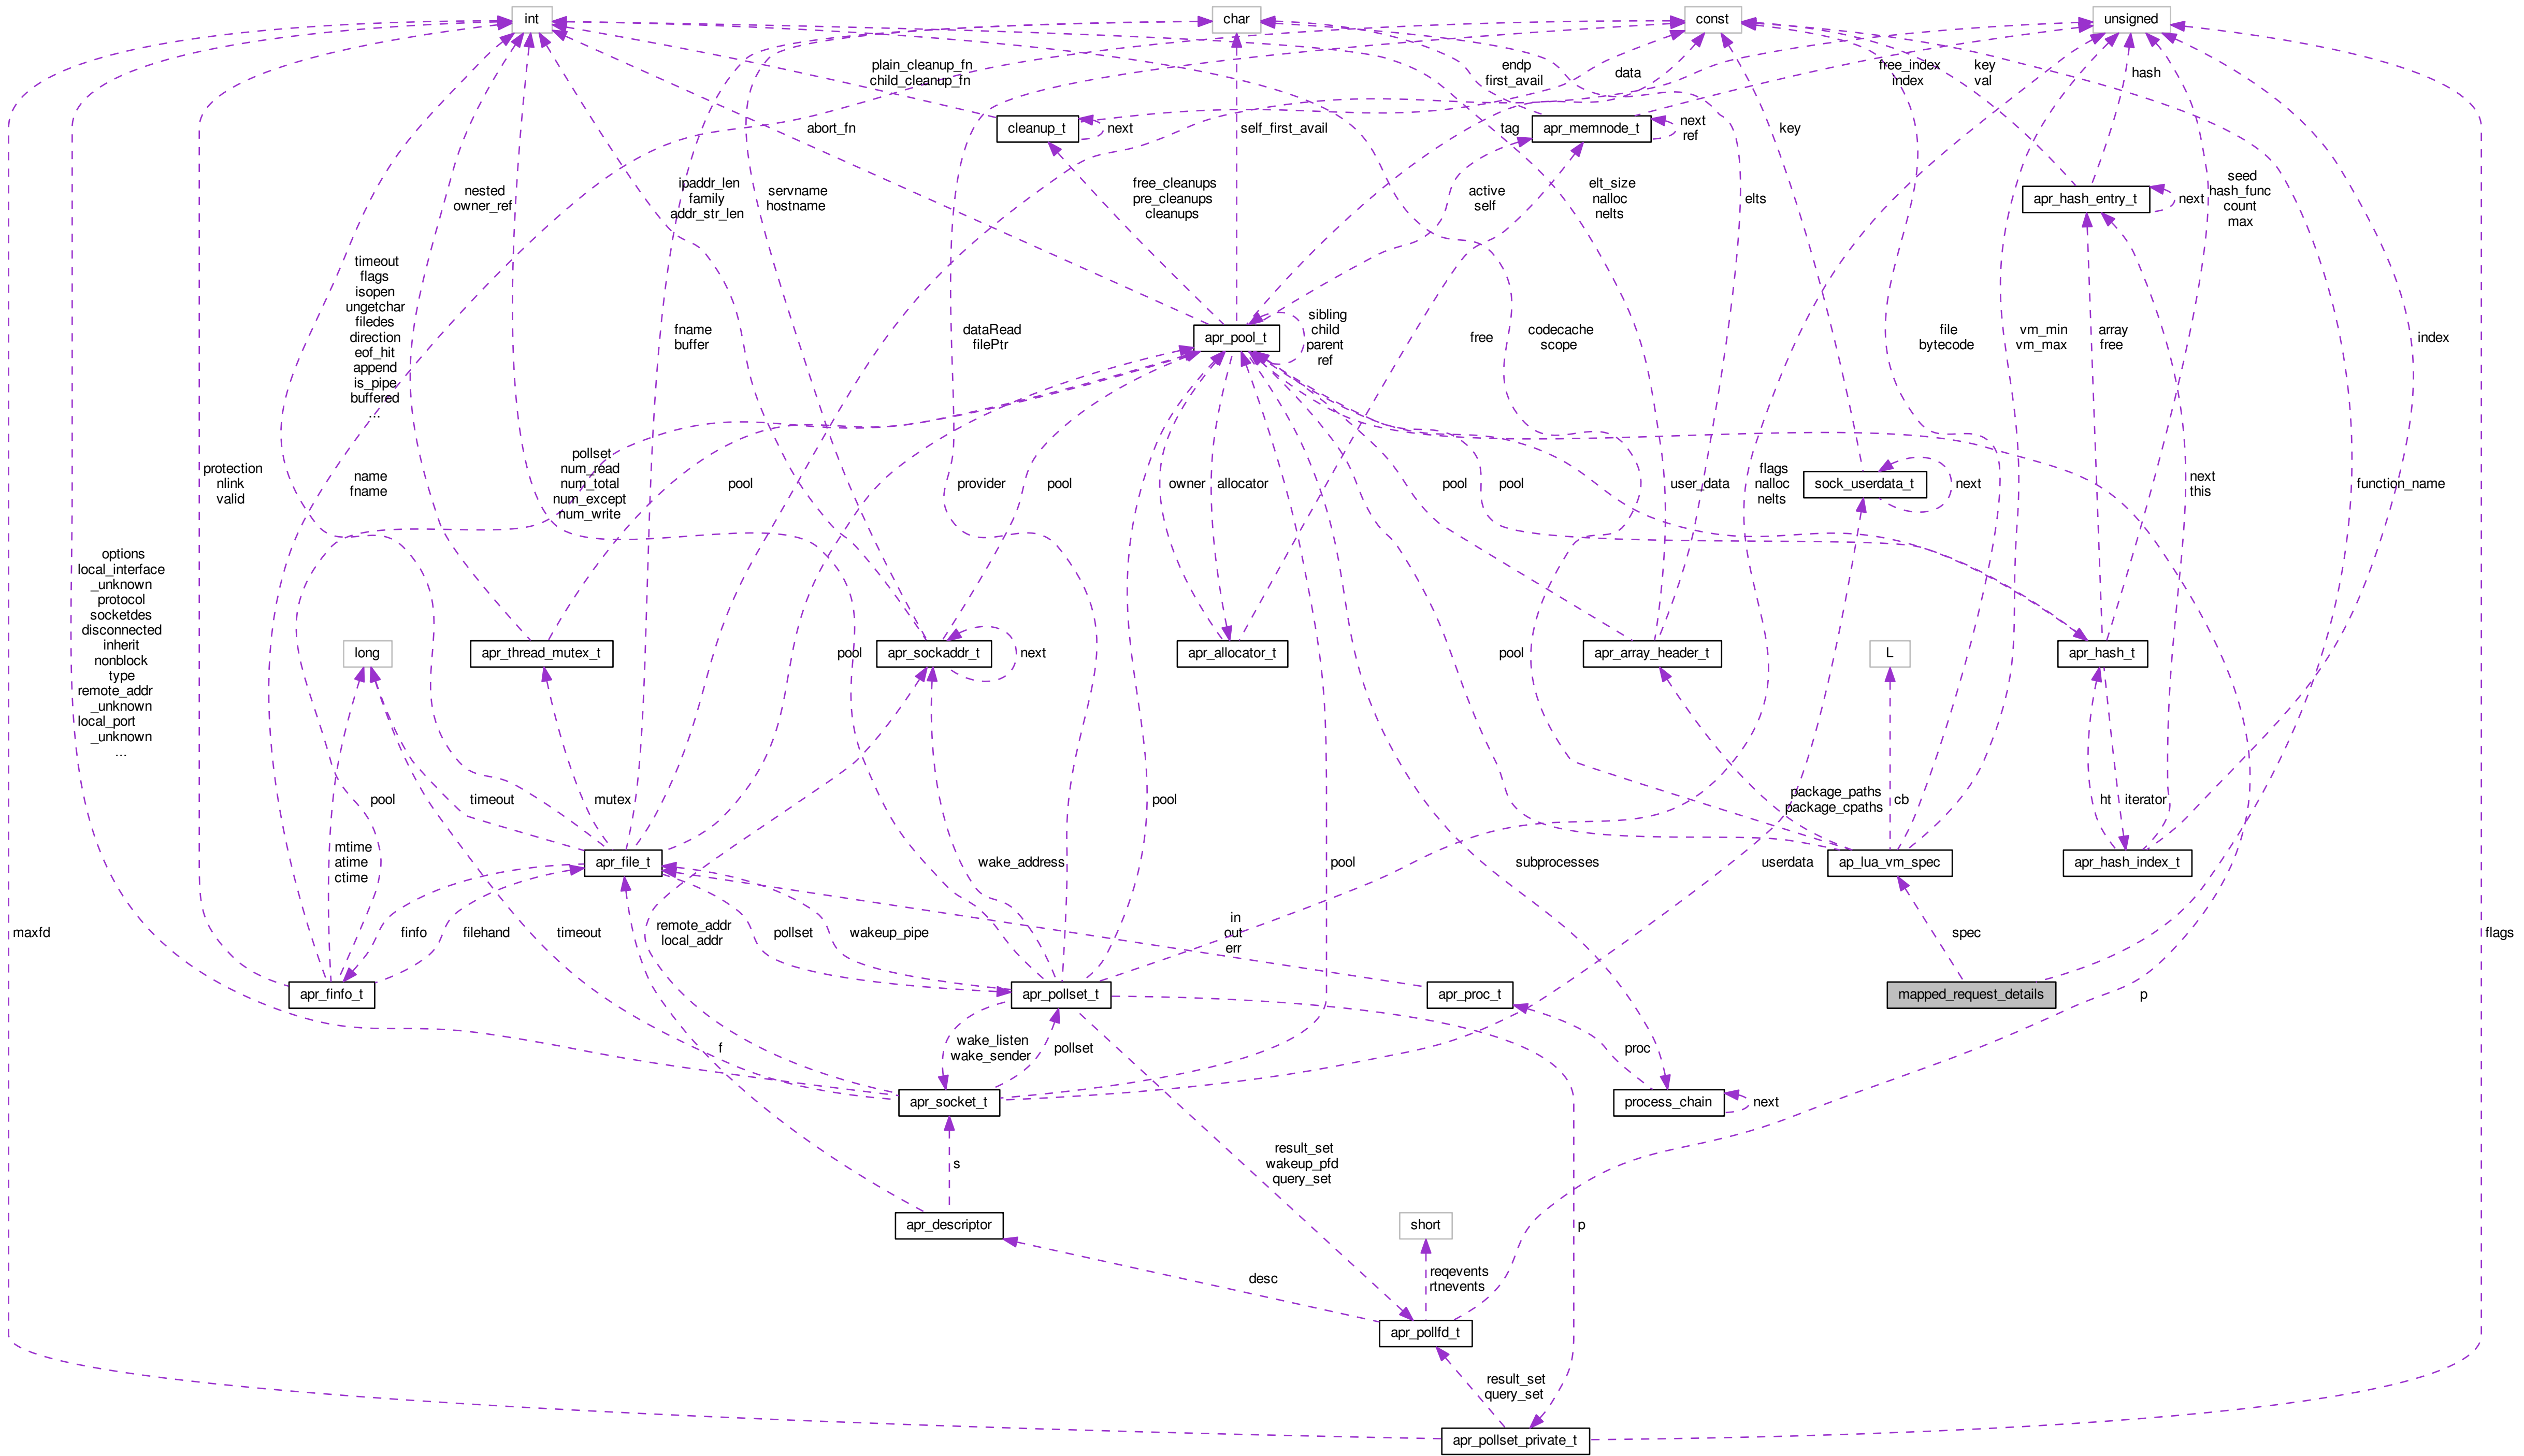 int
char
const
unsigned
plain_cleanup_fn
child_cleanup_fn
endp
first_avail
data
free_index
index
key
val
hash
cleanup_t
next
abort_fn
self_first_avail
tag
apr_memnode_t
next
ref
key
nested
owner_ref
ipaddr_len
family
addr_str_len
servname
hostname
free_cleanups
pre_cleanups
cleanups
active
self
elt_size
nalloc
nelts
elts
apr_hash_entry_t
next
seed
hash_func
count
max
timeout
flags
isopen
ungetchar
filedes
direction
eof_hit
append
is_pipe
buffered
...
fname
buffer
dataRead
filePtr
apr_pool_t
sibling
child
parent
ref
free
codecache
scope
file
bytecode
vm_min
vm_max
array
free
index
protection
nlink
valid
name
fname
pollset
num_read
num_total
num_except
num_write
pool
provider
pool
owner
allocator
pool
pool
user_data
flags
nalloc
nelts
sock_userdata_t
next
next
this
function_name
options
local_interface
_unknown
protocol
socketdes
disconnected
inherit
nonblock
type
remote_addr
_unknown
local_port
_unknown
...
long
apr_thread_mutex_t
pool
apr_sockaddr_t
next
apr_allocator_t
pool
apr_array_header_t
L
apr_hash_t
pool
timeout
mutex
pool
package_paths
package_cpaths
cb
ht
iterator
mtime
atime
ctime
apr_file_t
wake_address
pool
subprocesses
userdata
ap_lua_vm_spec
apr_hash_index_t
maxfd
finfo
filehand
timeout
remote_addr
local_addr
pollset
wakeup_pipe
in
out
err
spec
flags
apr_finfo_t
apr_pollset_t
apr_proc_t
mapped_request_details
p
f
wake_listen
wake_sender
pollset
proc
apr_socket_t
process_chain
next
s
result_set
wakeup_pfd
query_set
apr_descriptor
short
p
desc
reqevents
rtnevents
apr_pollfd_t
result_set
query_set
apr_pollset_private_t